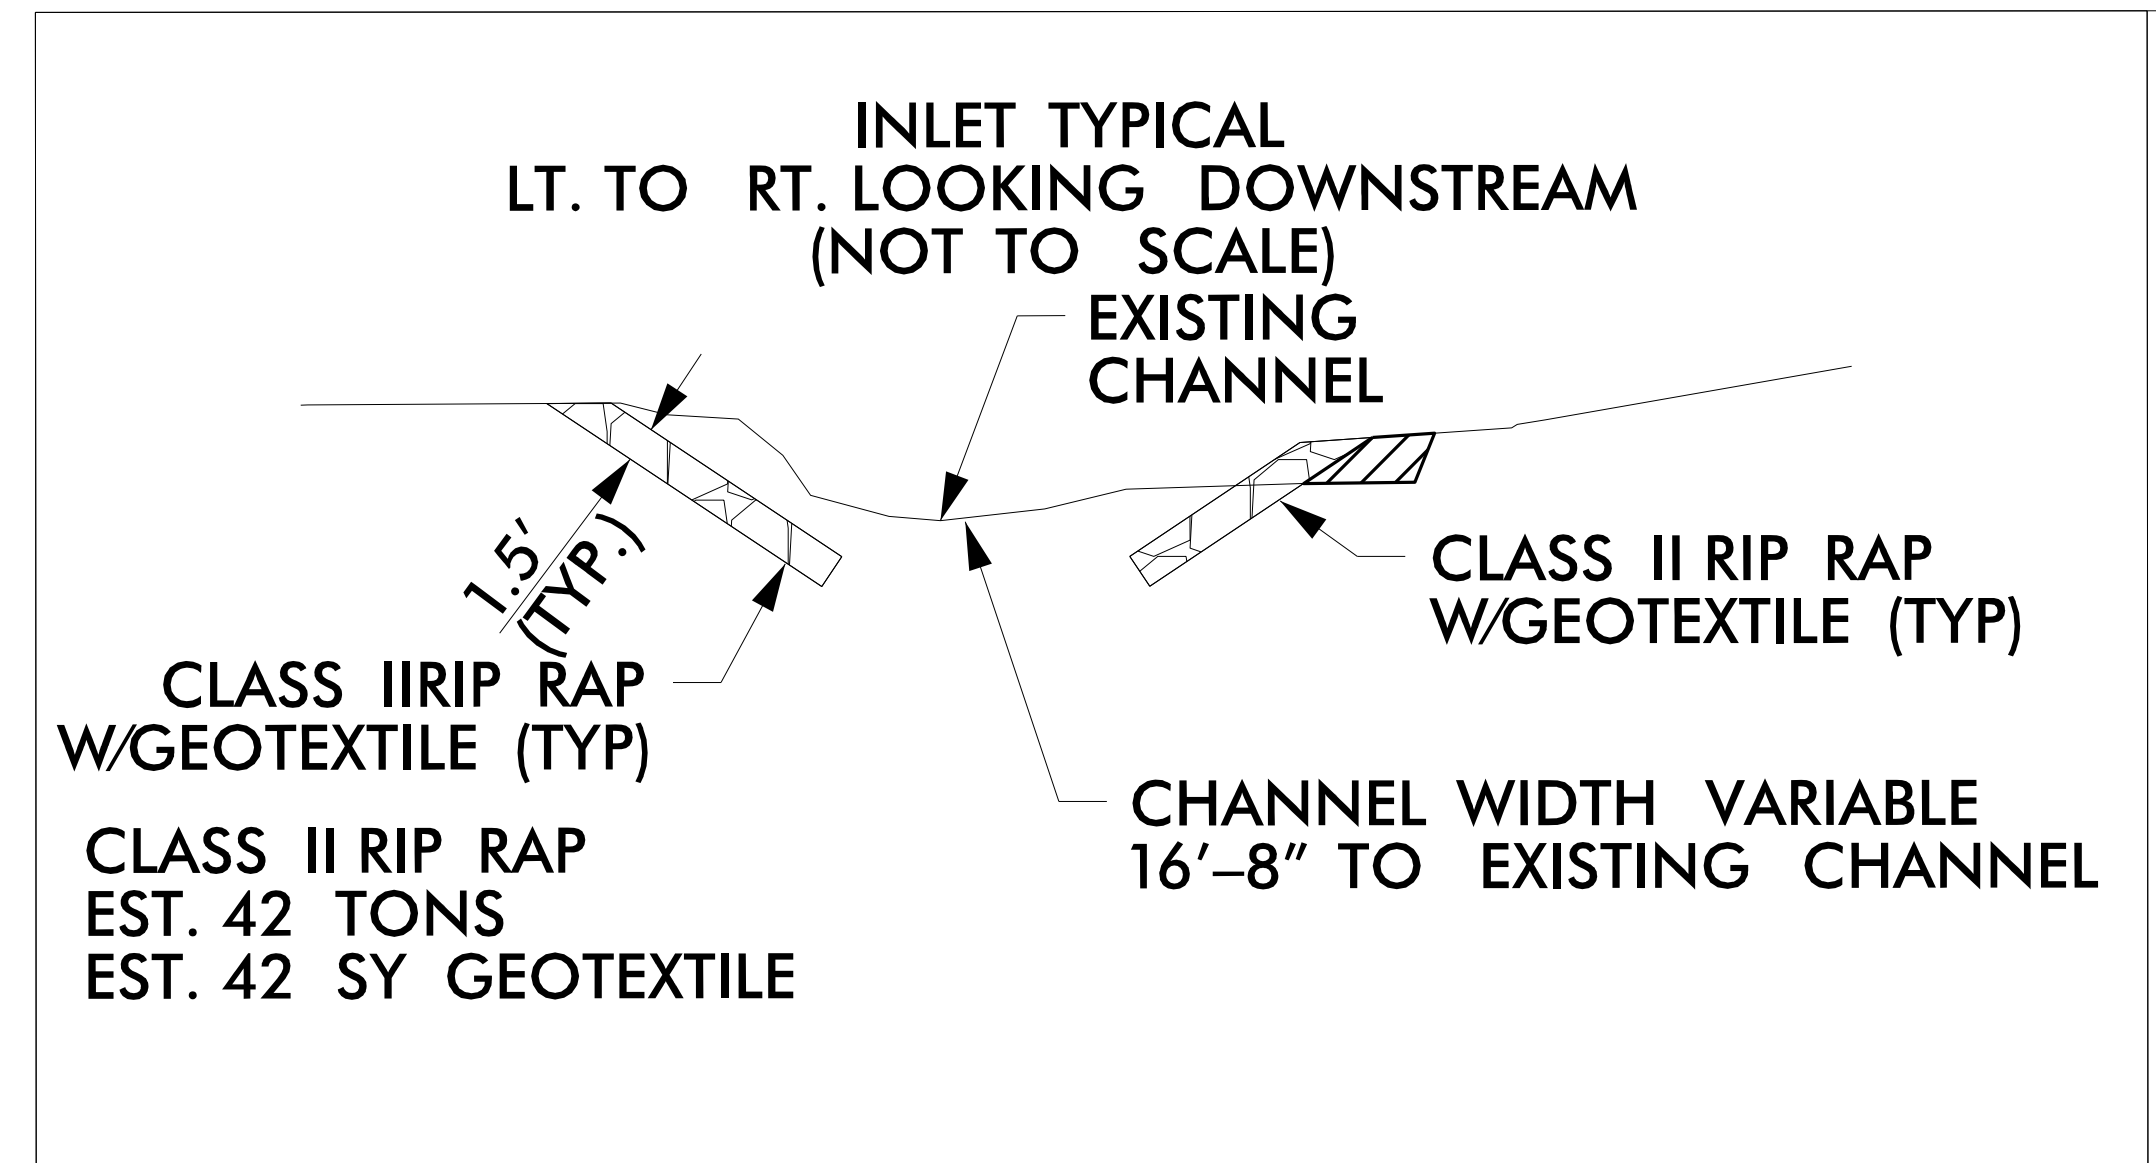 INLET TYPICAL
LT. TO RT. LOOKING DOWNSTREAM
(NOT TO SCALE)
EXISTING
CHANNEL
1.5'
(TYP.)
CLASS II RIP RAP
W/GEOTEXTILE (TYP)
CLASS IIRIP RAP
W/GEOTEXTILE (TYP)
CHANNEL WIDTH VARIABLE
16'–8" TO EXISTING CHANNEL
CLASS II RIP RAP
EST. 42 TONS
EST. 42 SY GEOTEXTILE